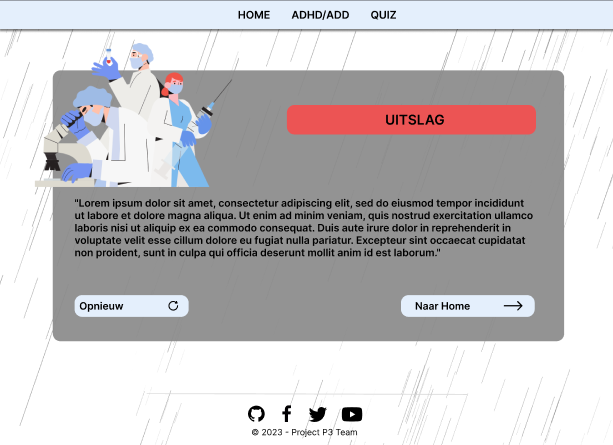 HOME ADHD/ADD QUIZ
UITSLAG
"Lorem ipsum dolor sit amet, consectetur adipiscing elit, sed do eiusmod tempor incididunt
ut labore et dolore magna aliqua. Ut enim ad minim veniam, quis nostrud exercitation ullamco
laboris nisi ut aliquip ex ea commodo consequat. Duis aute irure dolor in reprehenderit in
voluptate velit esse cillum dolore eu fugiat nulla pariatur. Excepteur sint occaecat cupidatat
non proident, sunt in culpa qui officia deserunt mollit anim id est laborum."
Opnieuw Naar Home
© 2023 - Project P3 Team